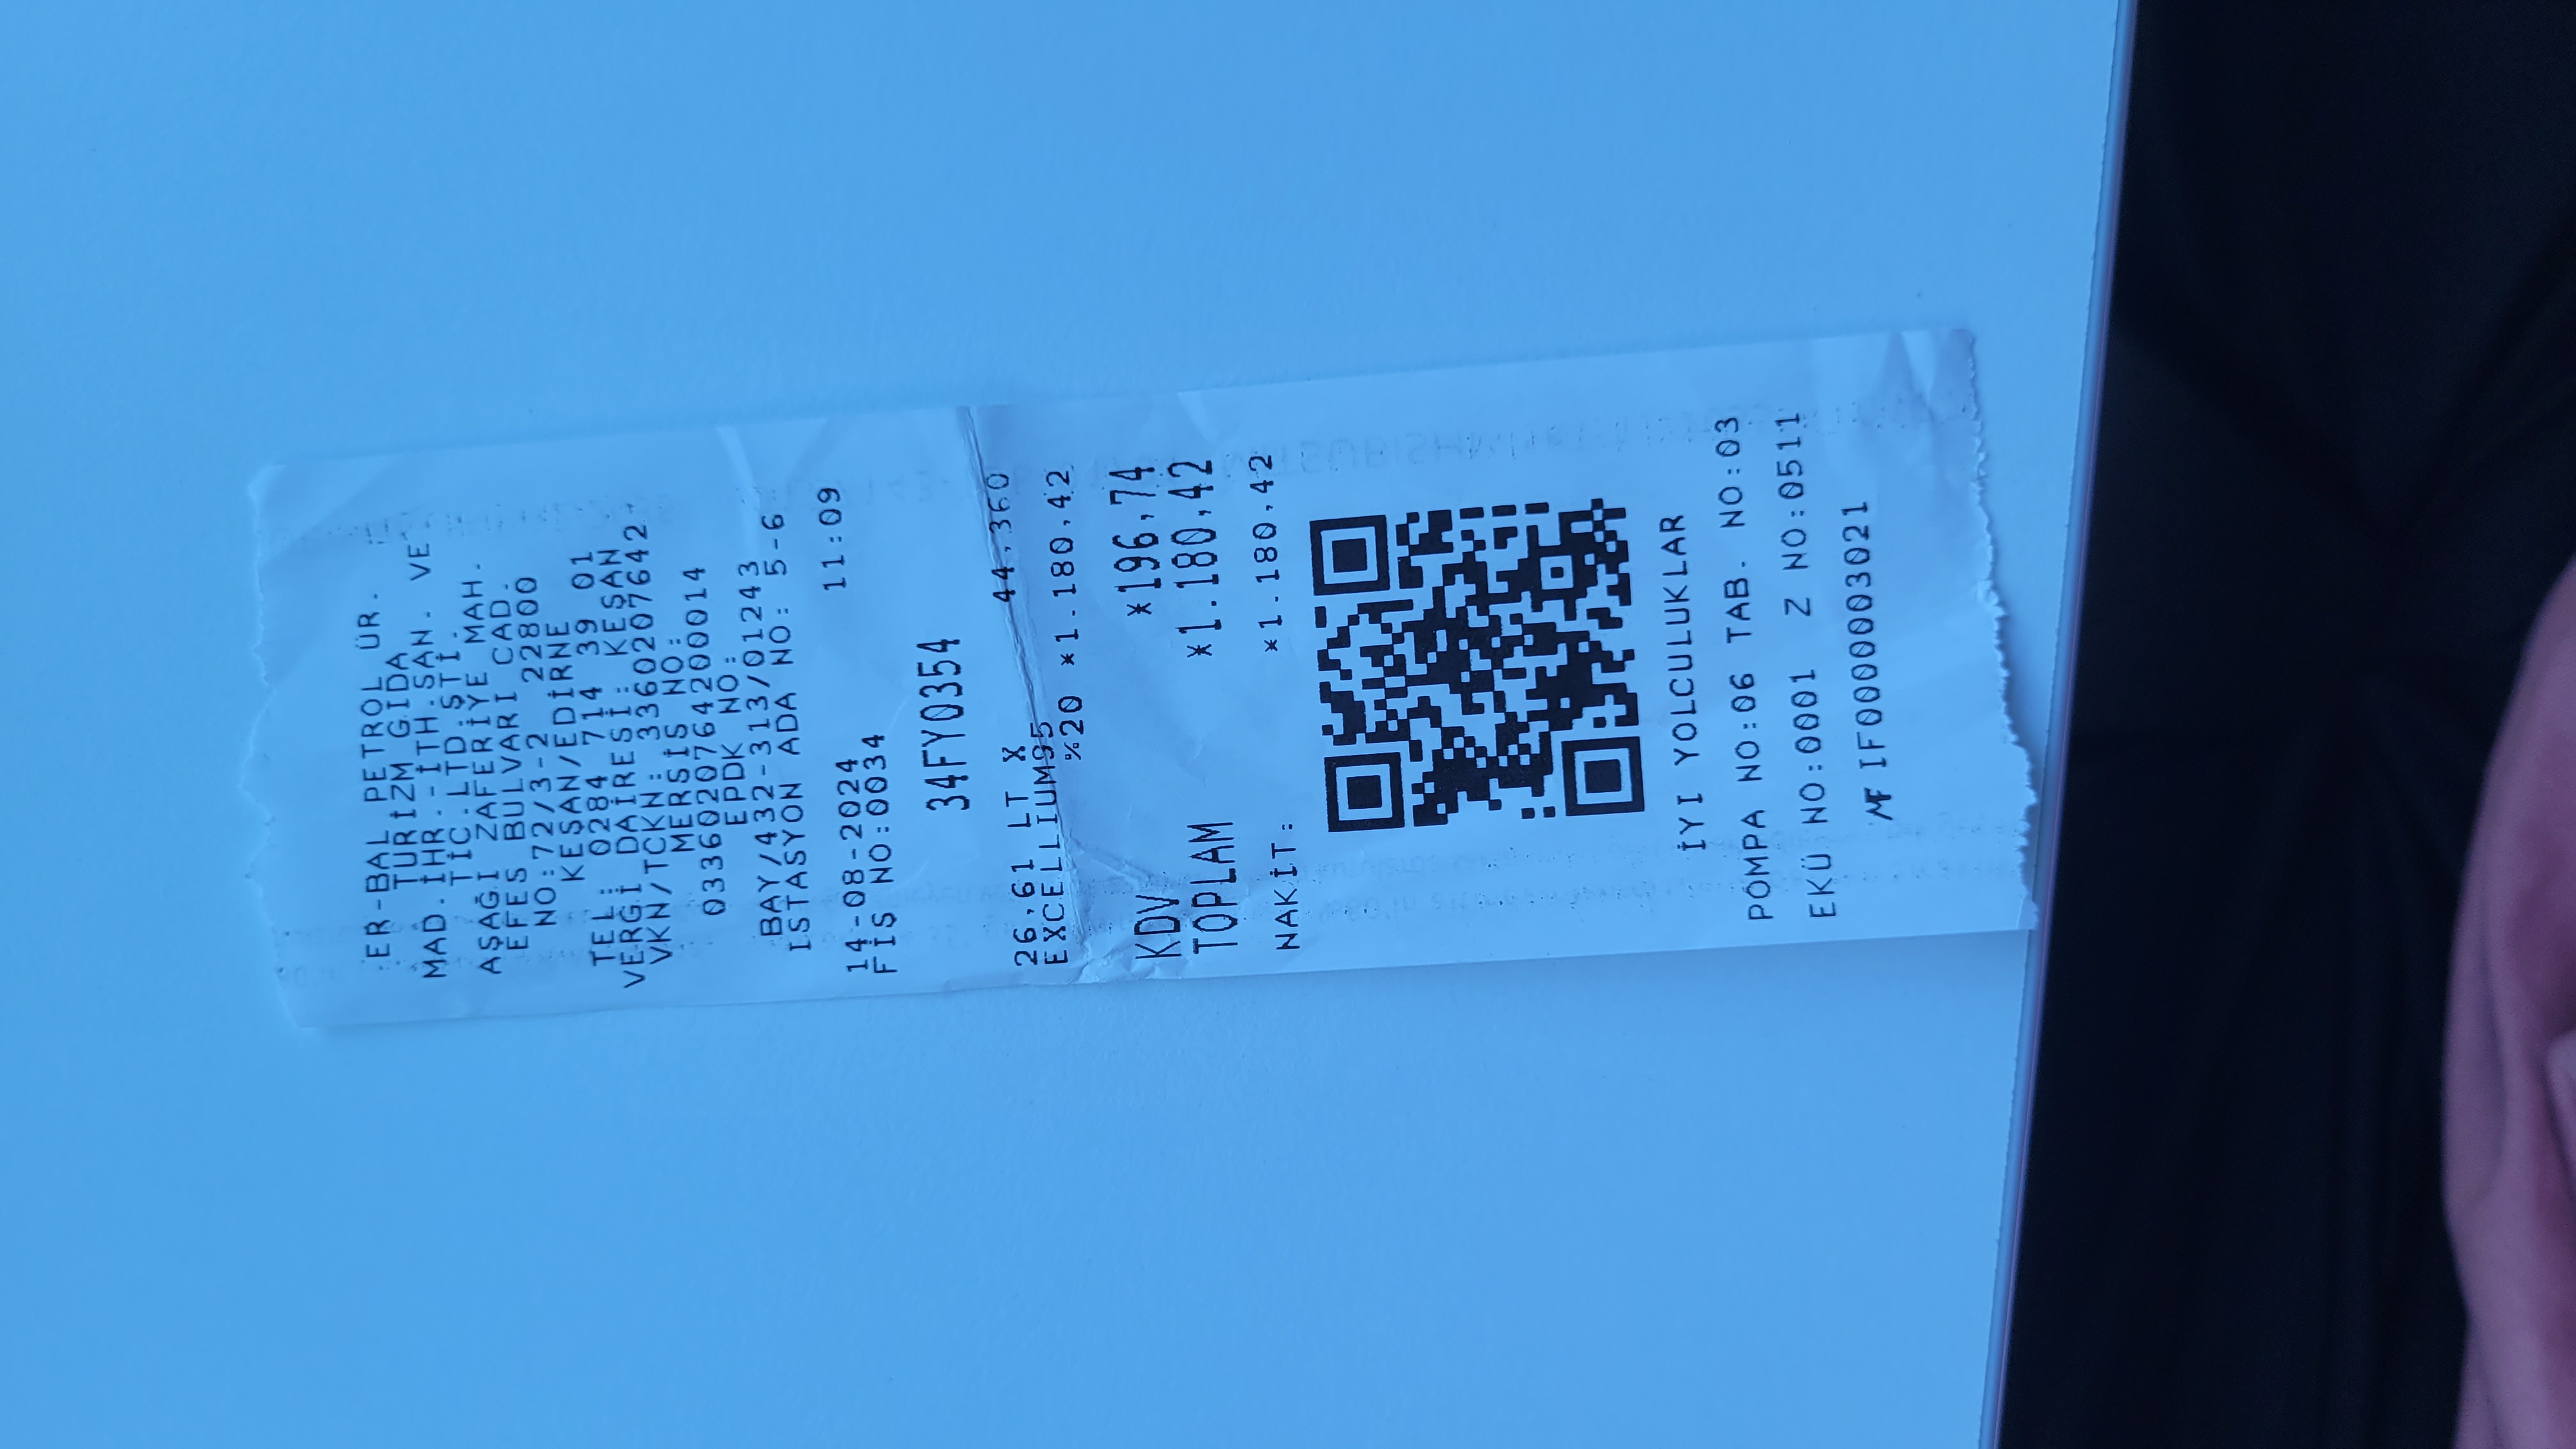 ER-BAL PETROL ÜR.
TURİZM GIDA
MAD.İHR.-İTH.SAN. VE
TİC.LTD.ŞTİ.
AŞAĞI ZAFERİYE MAH.
EFES BULVARI CAD.
NO:72/3-2 22800
KEŞAN/EDİRNE
TEL: 0284 714 39 01
VERGİ DAİRESİ: KEŞAN
VKN/TCKN: 3360207642
MERSİS NO:
0336020764200014
EPDK NO:
BAY/432-313/01243
ISTASYON ADA NO: 5-6
14-08-2024 11:09
FİŞ NO:0034
34FY0354
26,61 LT X 44,360
EXCELLIUM95
%20 *1.180,42
KDV *196,74
TOPLAM *1.180,42
NAKİT: *1.180,42
İYİ YOLCULUKLAR
POMPA NO:06 TAB. NO:03
EKÜ NO:0001 Z NO:0511
MF IF0000003021